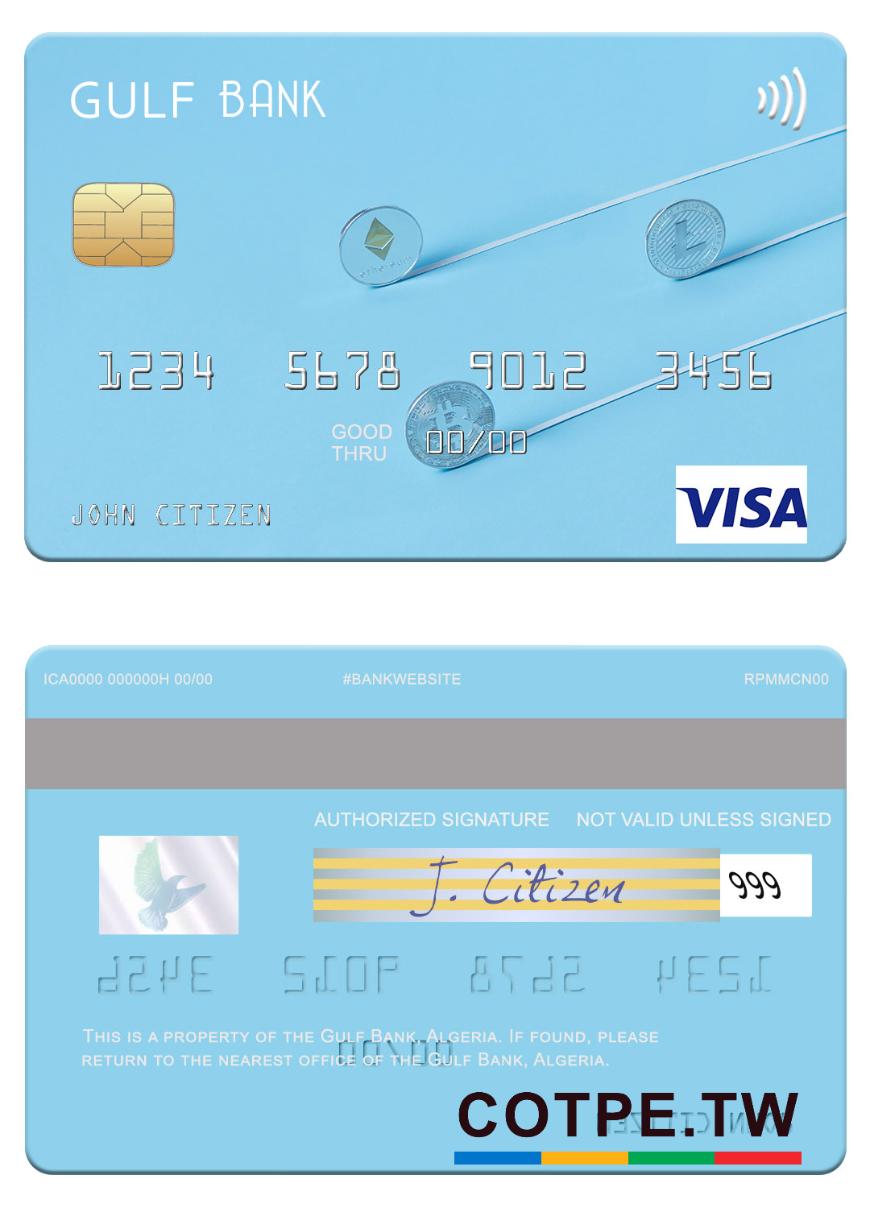 GULF BANK
1234 5678 9012 3456
GOOD THRU 00/00
JOHN CITIZEN
VISA
ICA0000 000000H 00/00 #BANKWEBSITE RPMMCN00
AUTHORIZED SIGNATURE NOT VALID UNLESS SIGNED
J. Citizen 999
THIS IS A PROPERTY OF THE GULF BANK, ALGERIA. IF FOUND, PLEASE
RETURN TO THE NEAREST OFFICE OF THE GULF BANK, ALGERIA.
COTPE.TW